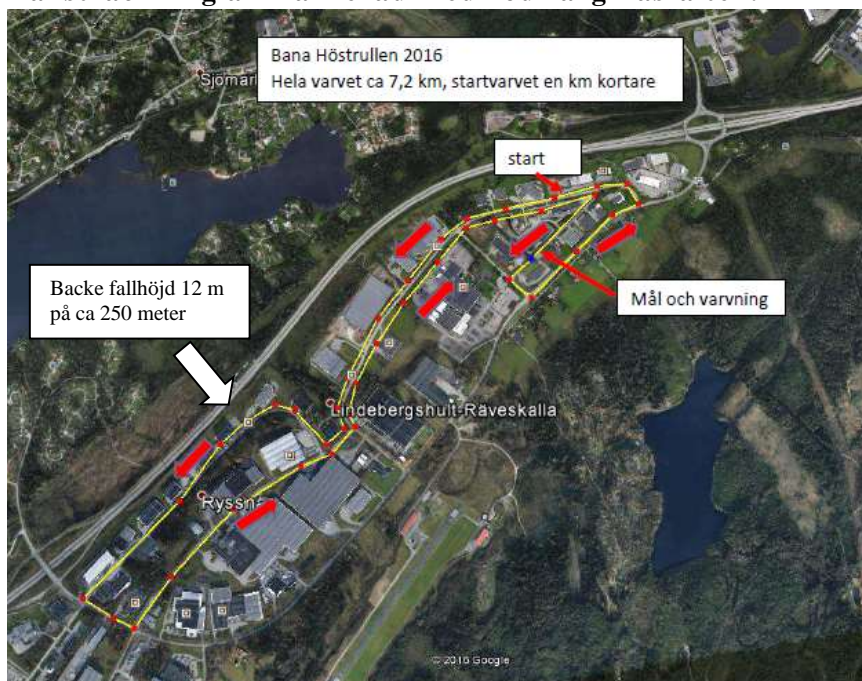 Bana Höstrullen 2016
Hela varvet ca 7,2 km, startvarvet en km kortare
start
Mål och varvning
Backe fallhöjd 12 m
på ca 250 meter
Lindebergshult-Räveskalla
© 2016 Google